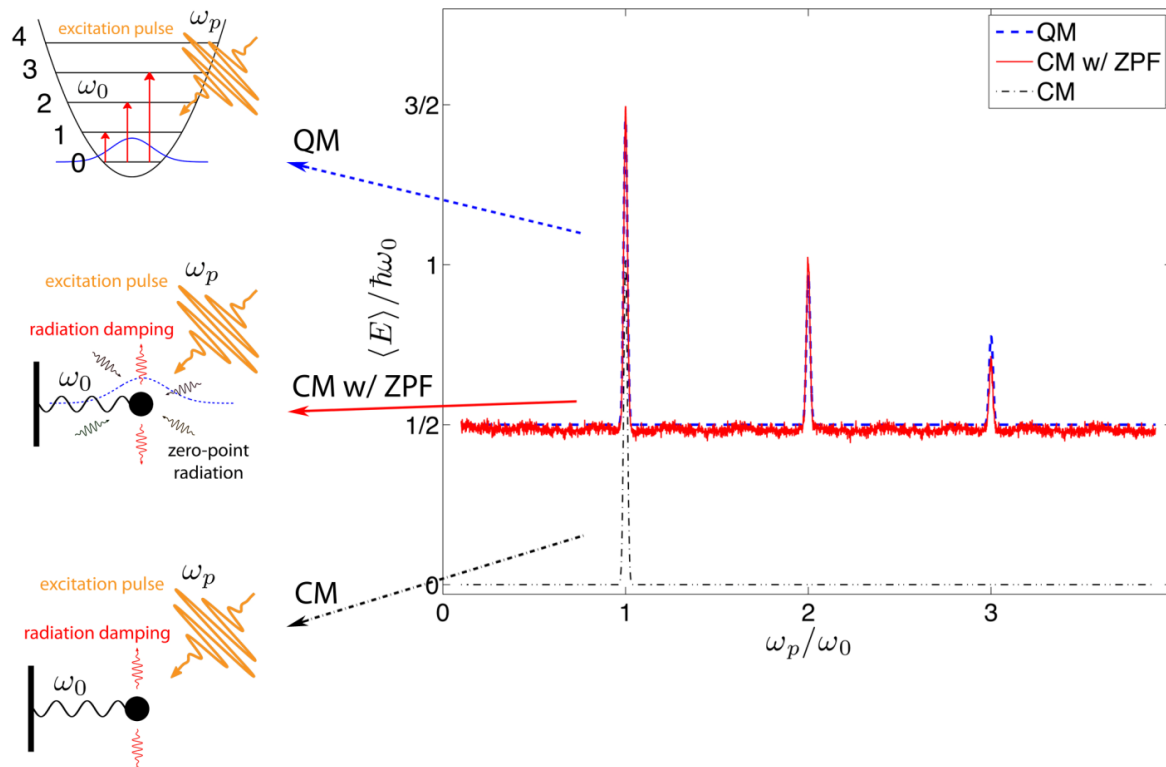 excitation pulse
ωp
4
3
2
1
0
ω0
QM
excitation pulse
ωp
radiation damping
ω0
CM w/ ZPF
zero-point
radiation
excitation pulse
ωp
CM
radiation damping
ω0
QM
CM w/ ZPF
CM
⟨E⟩/ħω0
3/2
1
1/2
0
0
1
2
3
ωp/ω0